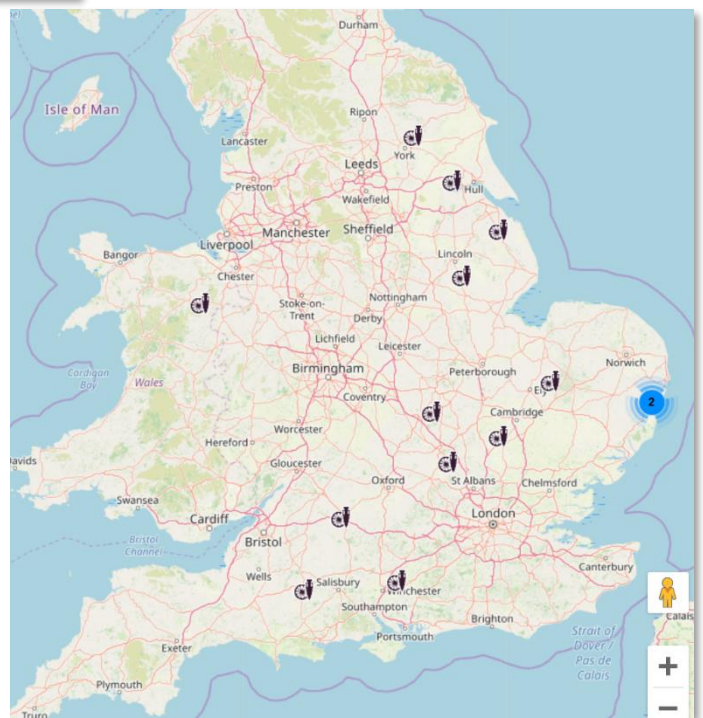 Durham
Isle of Man
Ripon
Lancaster
York
Leeds
Preston
Hull
Wakefield
Manchester
Sheffield
Liverpool
Bangor
Lincoln
Chester
Stoke-on-
Trent
Nottingham
Derby
Lichfield
Leicester
Norwich
Peterborough
Birmingham
Ely
Cardigan
Bay
Wales
Coventry
2
Cambridge
Worcester
Hereford
avids
Gloucester
Oxford
St Albans
Chelmsford
Swansea
London
Cardiff
Bristol
Bristol
Channel
Canterbury
Wells
Salisbury
Winchester
Southampton
Brighton
Calais
Portsmouth
Strait of
Dover /
Pas de
Calais
Exeter
+
Plymouth
−
Truro